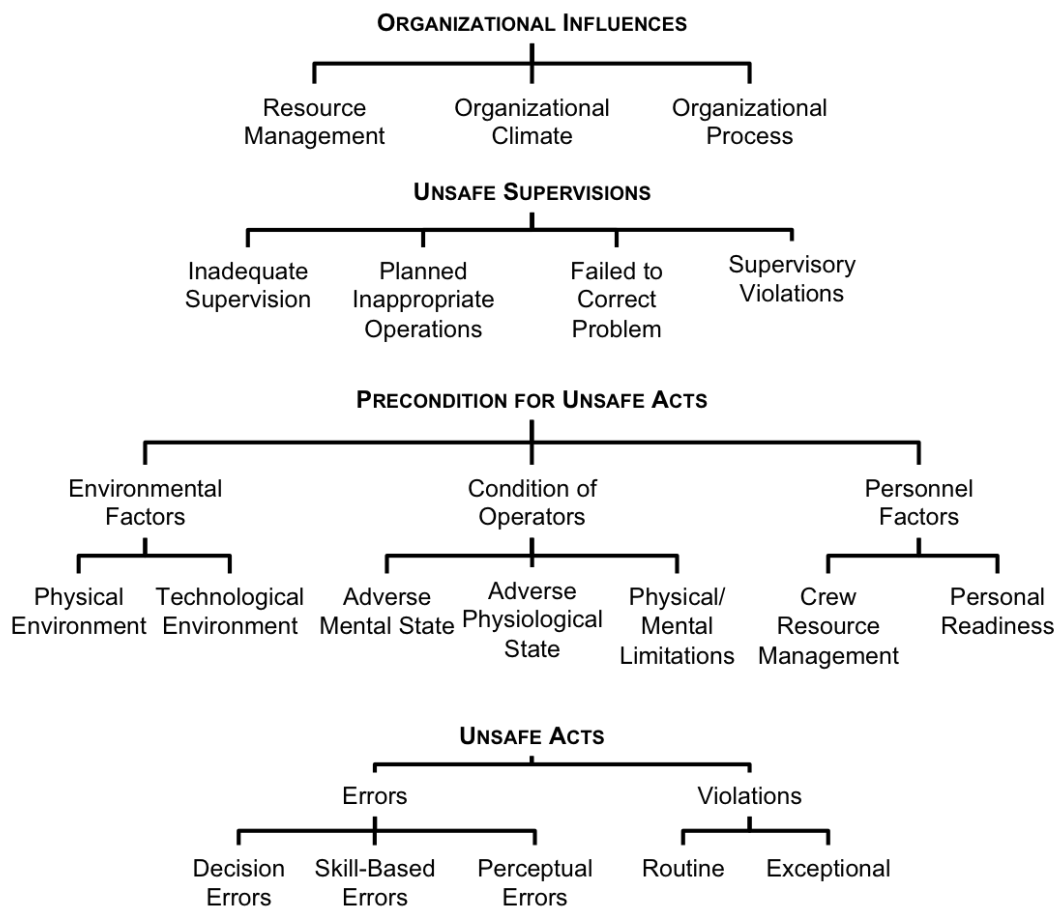 ORGANIZATIONAL INFLUENCES
Resource Management
Organizational Climate
Organizational Process
UNSAFE SUPERVISIONS
Inadequate Supervision
Planned Inappropriate Operations
Failed to Correct Problem
Supervisory Violations
PRECONDITION FOR UNSAFE ACTS
Environmental Factors
Condition of Operators
Personnel Factors
Physical Environment
Technological Environment
Adverse Mental State
Adverse Physiological State
Physical/ Mental Limitations
Crew Resource Management
Personal Readiness
UNSAFE ACTS
Errors
Violations
Decision Errors
Skill-Based Errors
Perceptual Errors
Routine
Exceptional